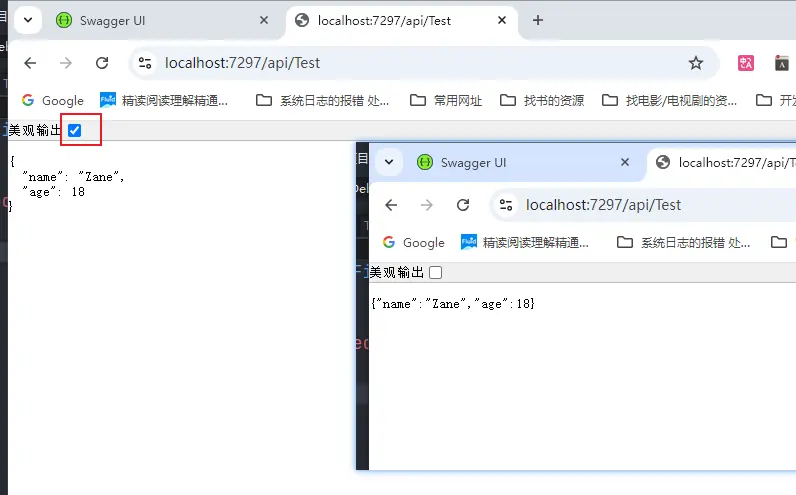 Swagger UI
localhost:7297/api/Test
localhost:7297/api/Test
Google
精读阅读理解精通...
系统日志的报错 处...
常用网址
找书的资源
找电影/电视剧的资...
开
美观输出
{
"name": "Zane",
"age": 18
}
Swagger UI
localhost:7297/api/T
localhost:7297/api/Test
Google
精读阅读理解精通...
系统日志的报错 处...
美观输出
{"name":"Zane","age":18}